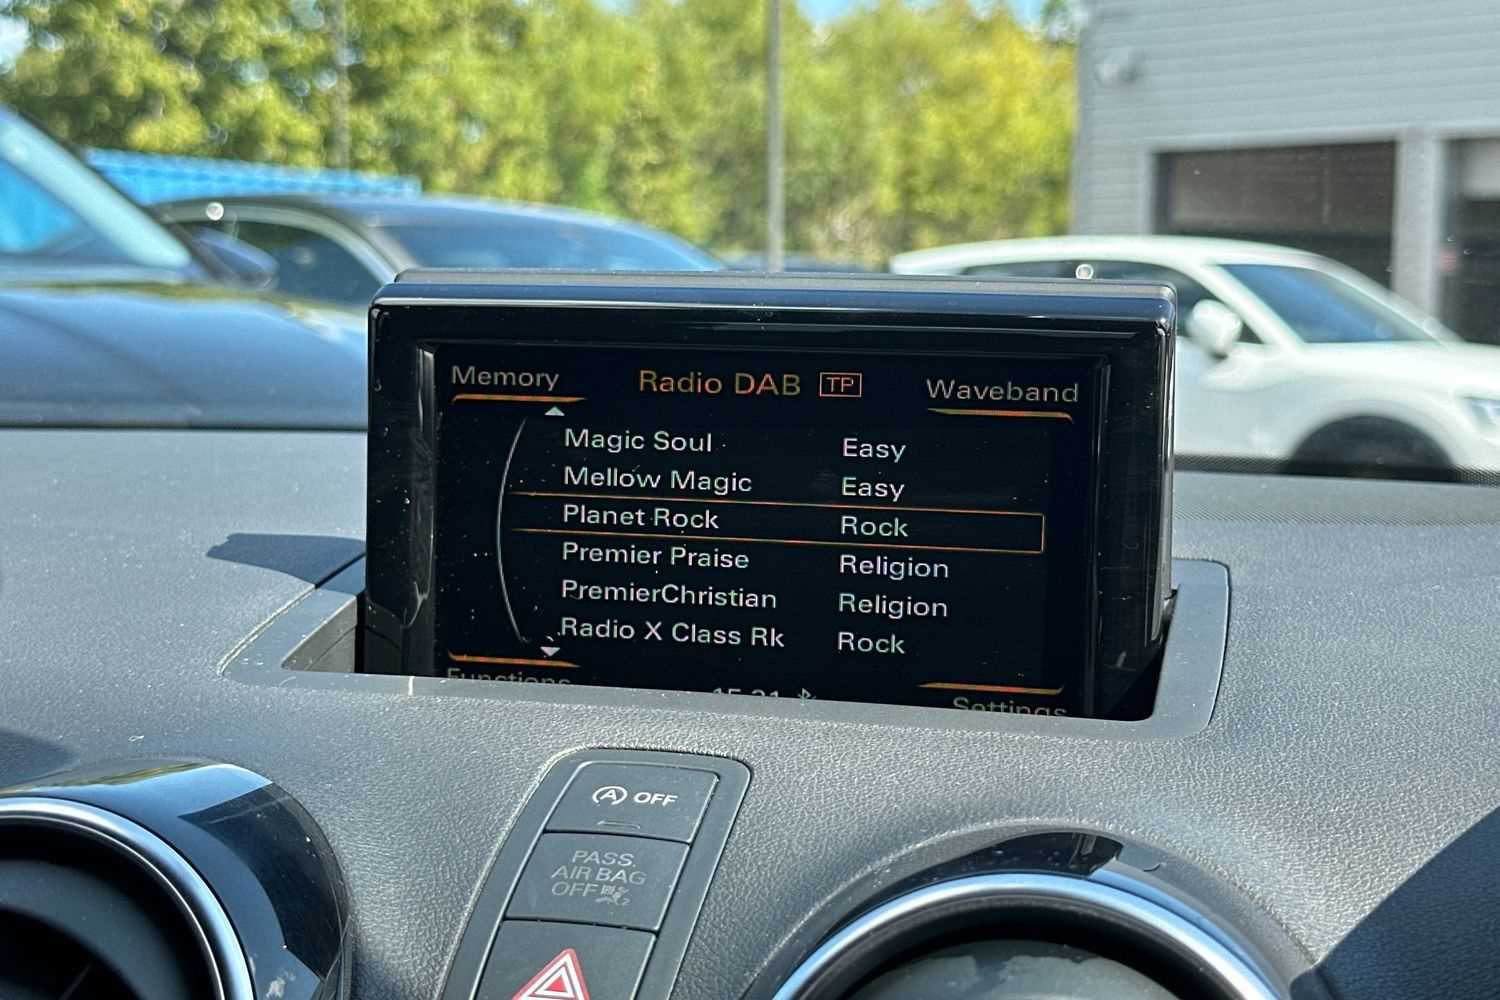 Memory Radio DAB TP Waveband
Magic Soul Easy
Mellow Magic Easy
Planet Rock Rock
Premier Praise Religion
PremierChristian Religion
Radio X Class Rk Rock
Functions Settings
A OFF
PASS.
AIR BAG
OFF